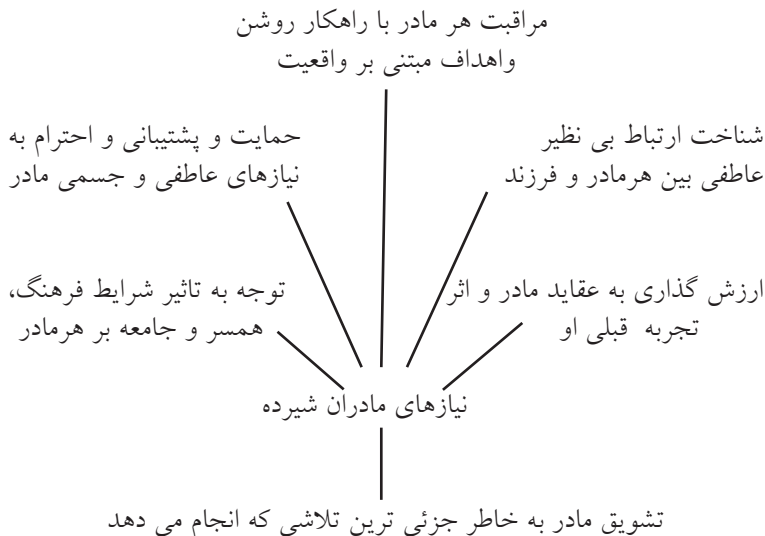 مراقبت هر مادر با راهکار روشن
واهداف مبتنی بر واقعیت
شناخت ارتباط بی نظیر
عاطفی بین هرمادر و فرزند
حمایت و پشتیبانی و احترام به
نیازهای عاطفی و جسمی مادر
ارزش گذاری به عقاید مادر و اثر
تجربه قبلی او
توجه به تاثیر شرایط فرهنگ،
همسر و جامعه بر هرمادر
نیازهای مادران شیرده
تشویق مادر به خاطر جزئی ترین تلاشی که انجام می دهد